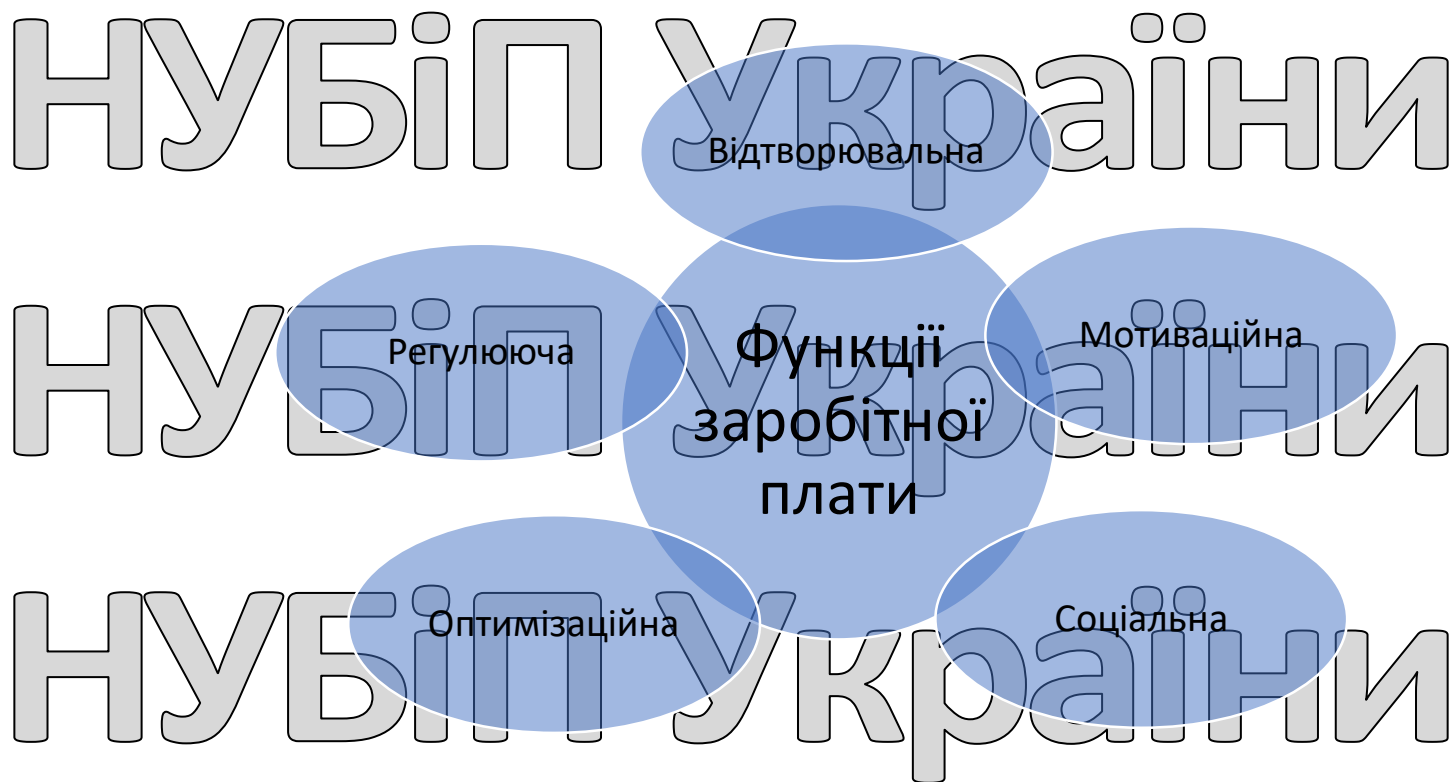 НУБіП України
Відтворювальна
НУБіП України
Регулююча
Функції
заробітної
плати
Мотиваційна
НУБіП України
Оптимізаційна
Соціальна